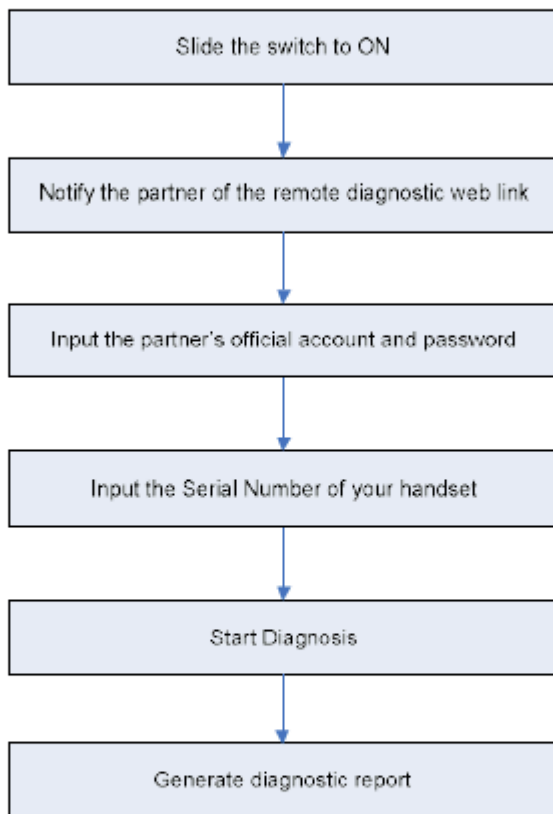 Slide the switch to ON
Notify the partner of the remote diagnostic web link
Input the partner's official account and password
Input the Serial Number of your handset
Start Diagnosis
Generate diagnostic report